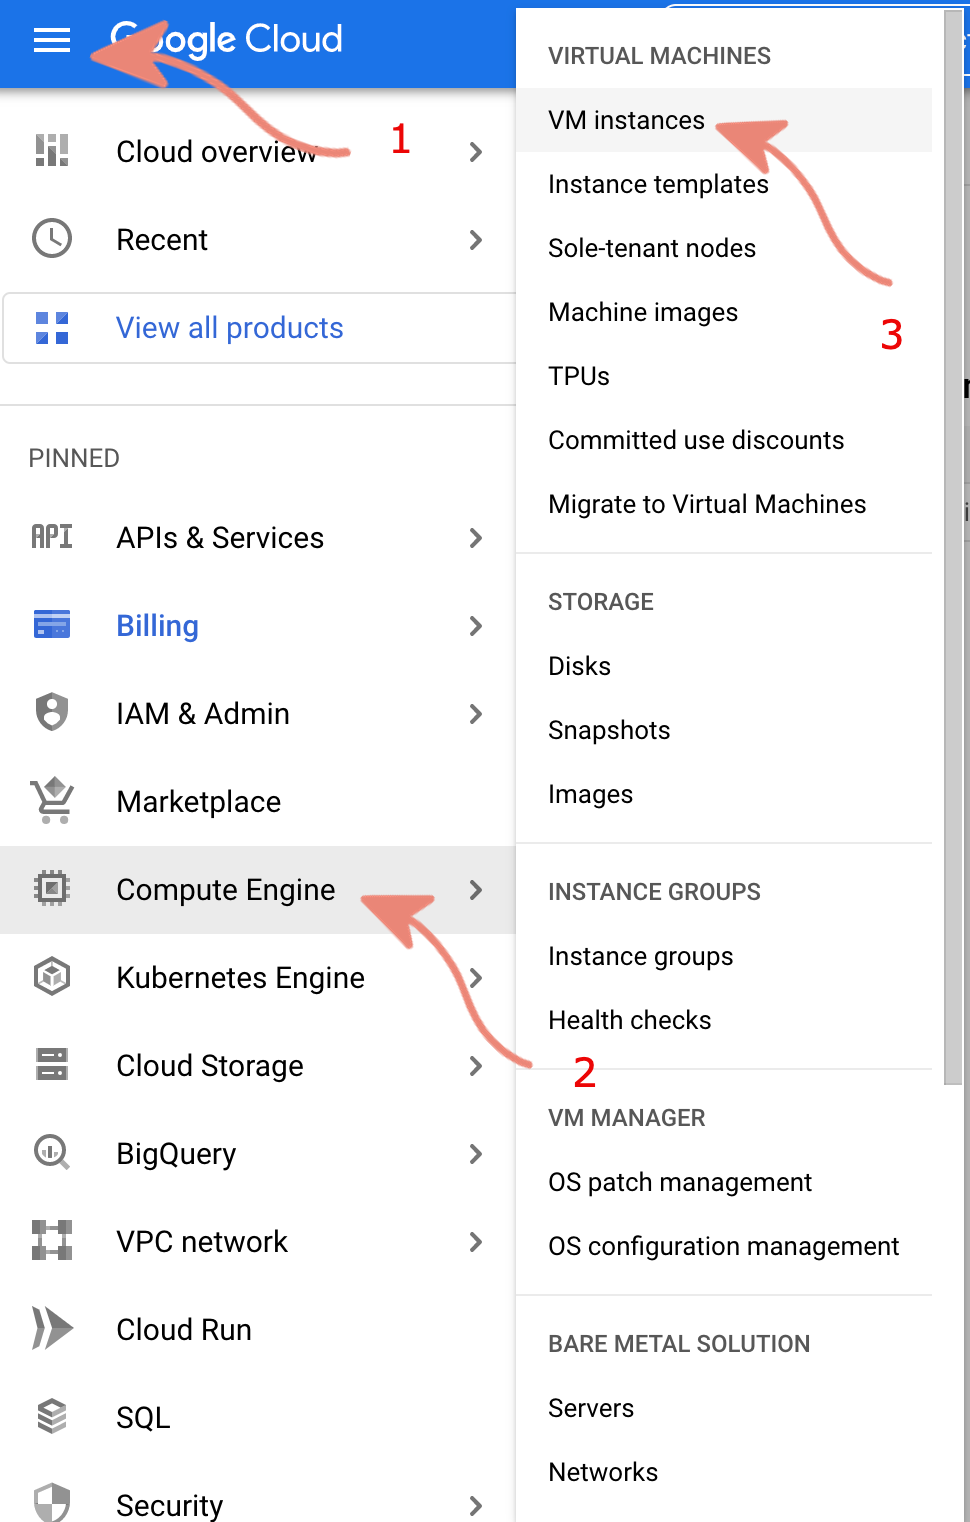 Google Cloud
1
Cloud overview
Recent
View all products
PINNED
API
APIs & Services
Billing
IAM & Admin
Marketplace
Compute Engine
Kubernetes Engine
Cloud Storage
BigQuery
VPC network
Cloud Run
SQL
Security
VIRTUAL MACHINES
VM instances
Instance templates
Sole-tenant nodes
Machine images
3
TPUs
Committed use discounts
Migrate to Virtual Machines
STORAGE
Disks
Snapshots
Images
INSTANCE GROUPS
Instance groups
Health checks
2
VM MANAGER
OS patch management
OS configuration management
BARE METAL SOLUTION
Servers
Networks